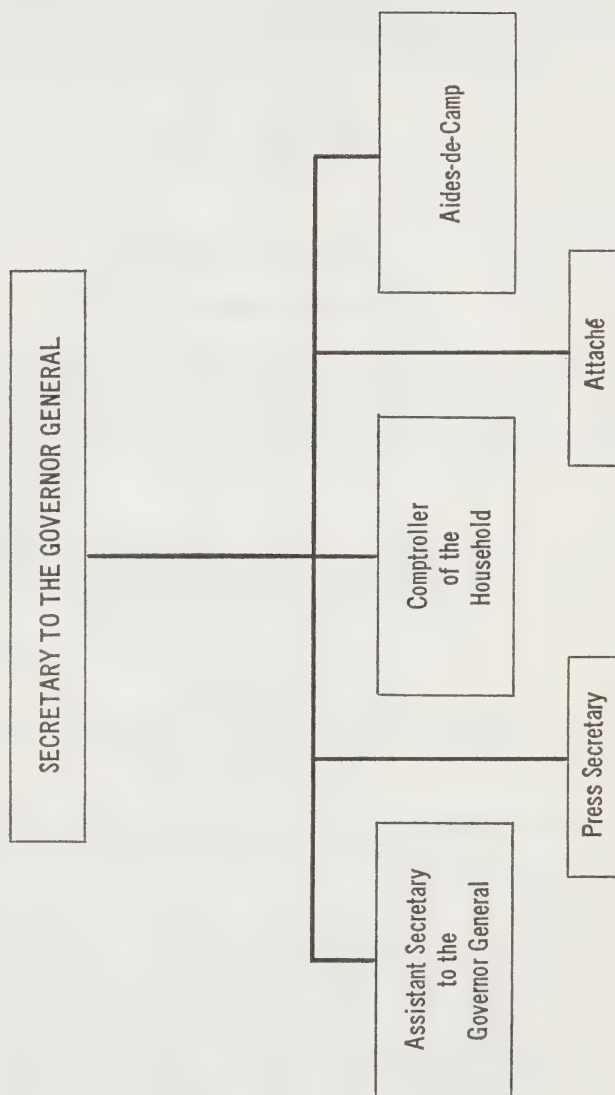 SECRETARY TO THE GOVERNOR GENERAL
Assistant Secretary
to the
Governor General
Comptroller
of the
Household
Aides-de-Camp
Press Secretary
Attaché